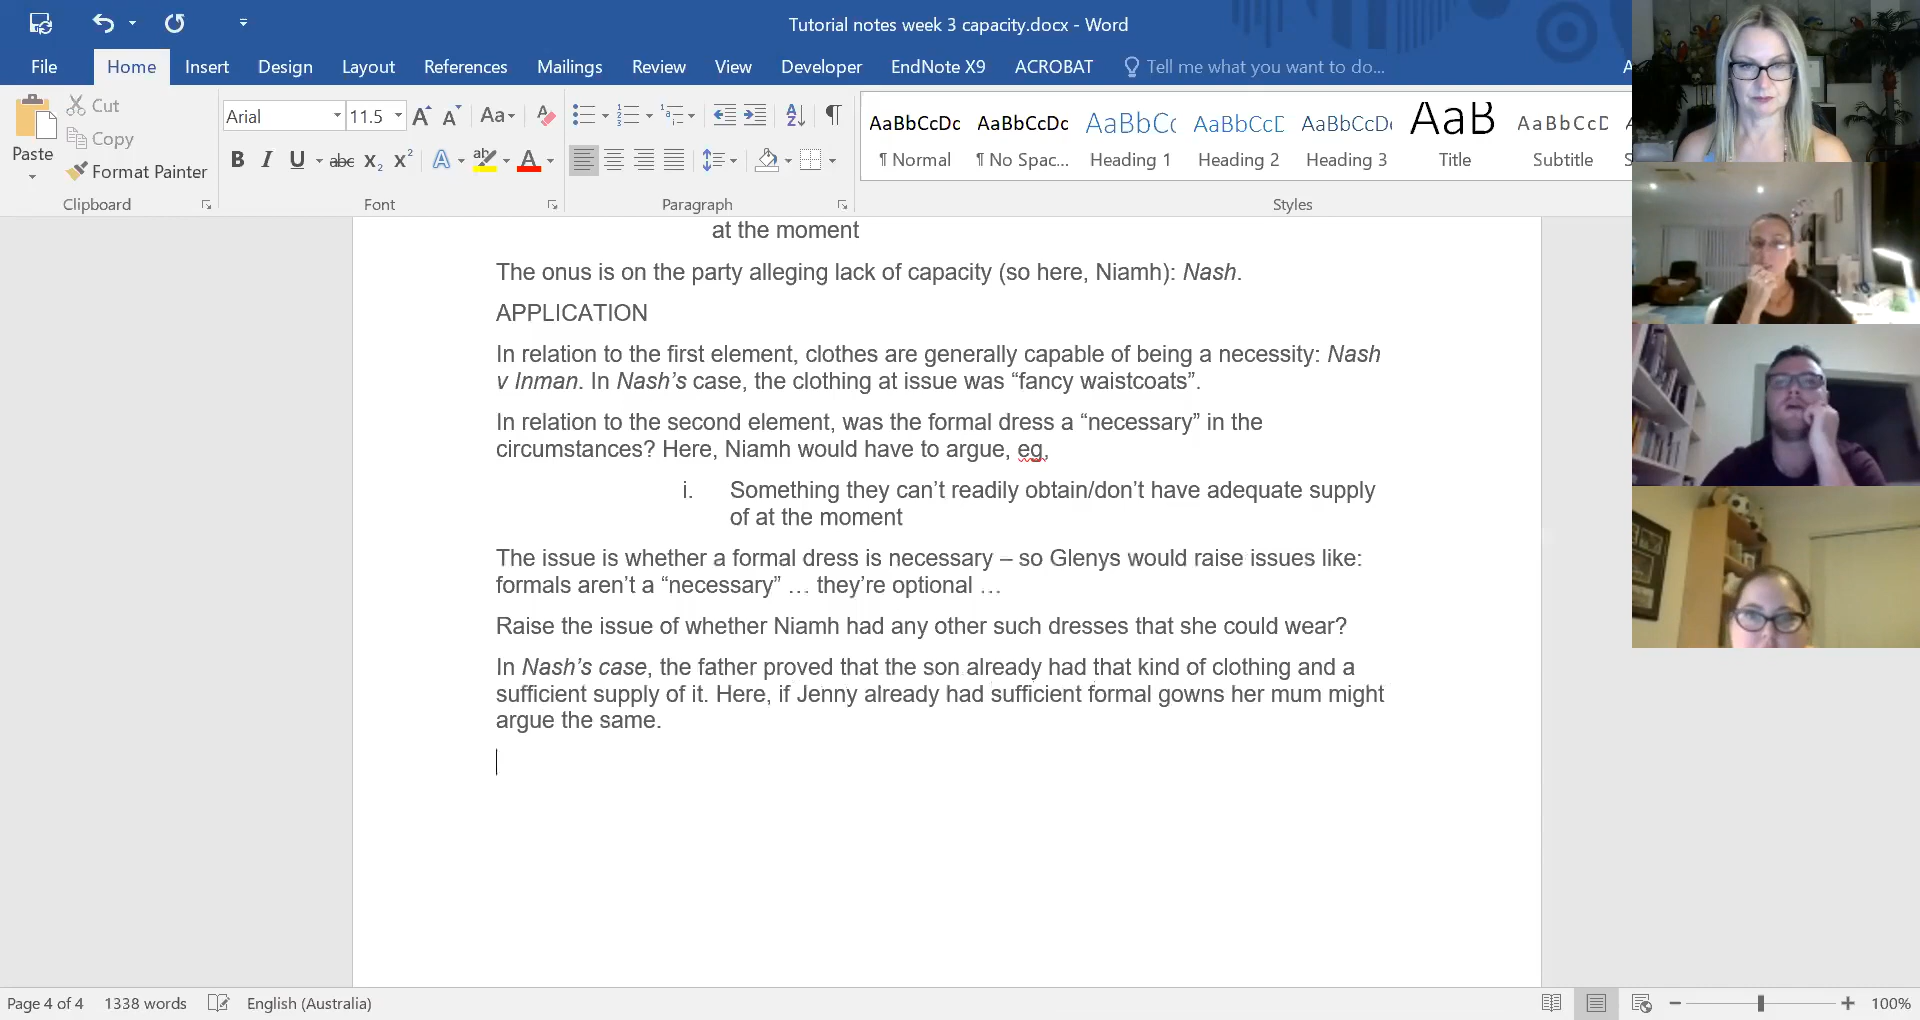 Tutorial notes week 3 capacity.docx - Word
File Home Insert Design Layout References Mailings Review View Developer EndNote X9 ACROBAT Tell me what you want to do... A
Cut
Copy
Paste
Format Painter
Arial 11.5 Aa
B I U abc X₂ X² A ab A
AaBbCcDc AaBbCcDc AaBbCc AaBbCcD AaBbCcD AaB AaBbCcD
¶ Normal ¶ No Spac... Heading 1 Heading 2 Heading 3 Title Subtitle S
Clipboard Font Paragraph Styles
at the moment
The onus is on the party alleging lack of capacity (so here, Niamh): Nash.
APPLICATION
In relation to the first element, clothes are generally capable of being a necessity: Nash
v Inman. In Nash’s case, the clothing at issue was “fancy waistcoats”.
In relation to the second element, was the formal dress a “necessary” in the
circumstances? Here, Niamh would have to argue, eg,
i. Something they can’t readily obtain/don’t have adequate supply
of at the moment
The issue is whether a formal dress is necessary – so Glenys would raise issues like:
formals aren’t a “necessary” … they’re optional …
Raise the issue of whether Niamh had any other such dresses that she could wear?
In Nash’s case, the father proved that the son already had that kind of clothing and a
sufficient supply of it. Here, if Jenny already had sufficient formal gowns her mum might
argue the same.
Page 4 of 4 1338 words English (Australia) 100%